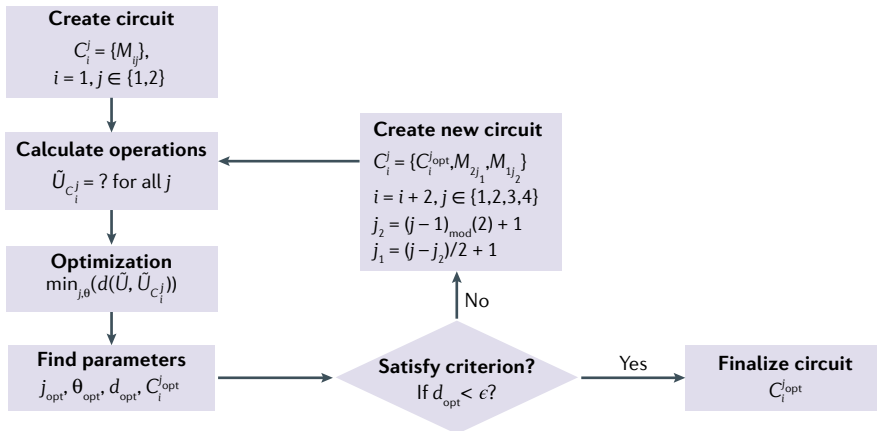 Create circuit
C_i^j = {M_ij},
i = 1, j ∈ {1,2}
Calculate operations
Ũ_{C_i^j} = ? for all j
Optimization
min_{j,θ}(d(Ũ, Ũ_{C_i^j}))
Find parameters
j_opt, θ_opt, d_opt, C_i^{j_opt}
Create new circuit
C_i^j = {C_i^{j_opt}, M_{2j_1}, M_{1j_2}}
i = i + 2, j ∈ {1,2,3,4}
j_2 = (j – 1)_mod(2) + 1
j_1 = (j – j_2)/2 + 1
No
Satisfy criterion?
If d_opt < ϵ?
Yes
Finalize circuit
C_i^{j_opt}